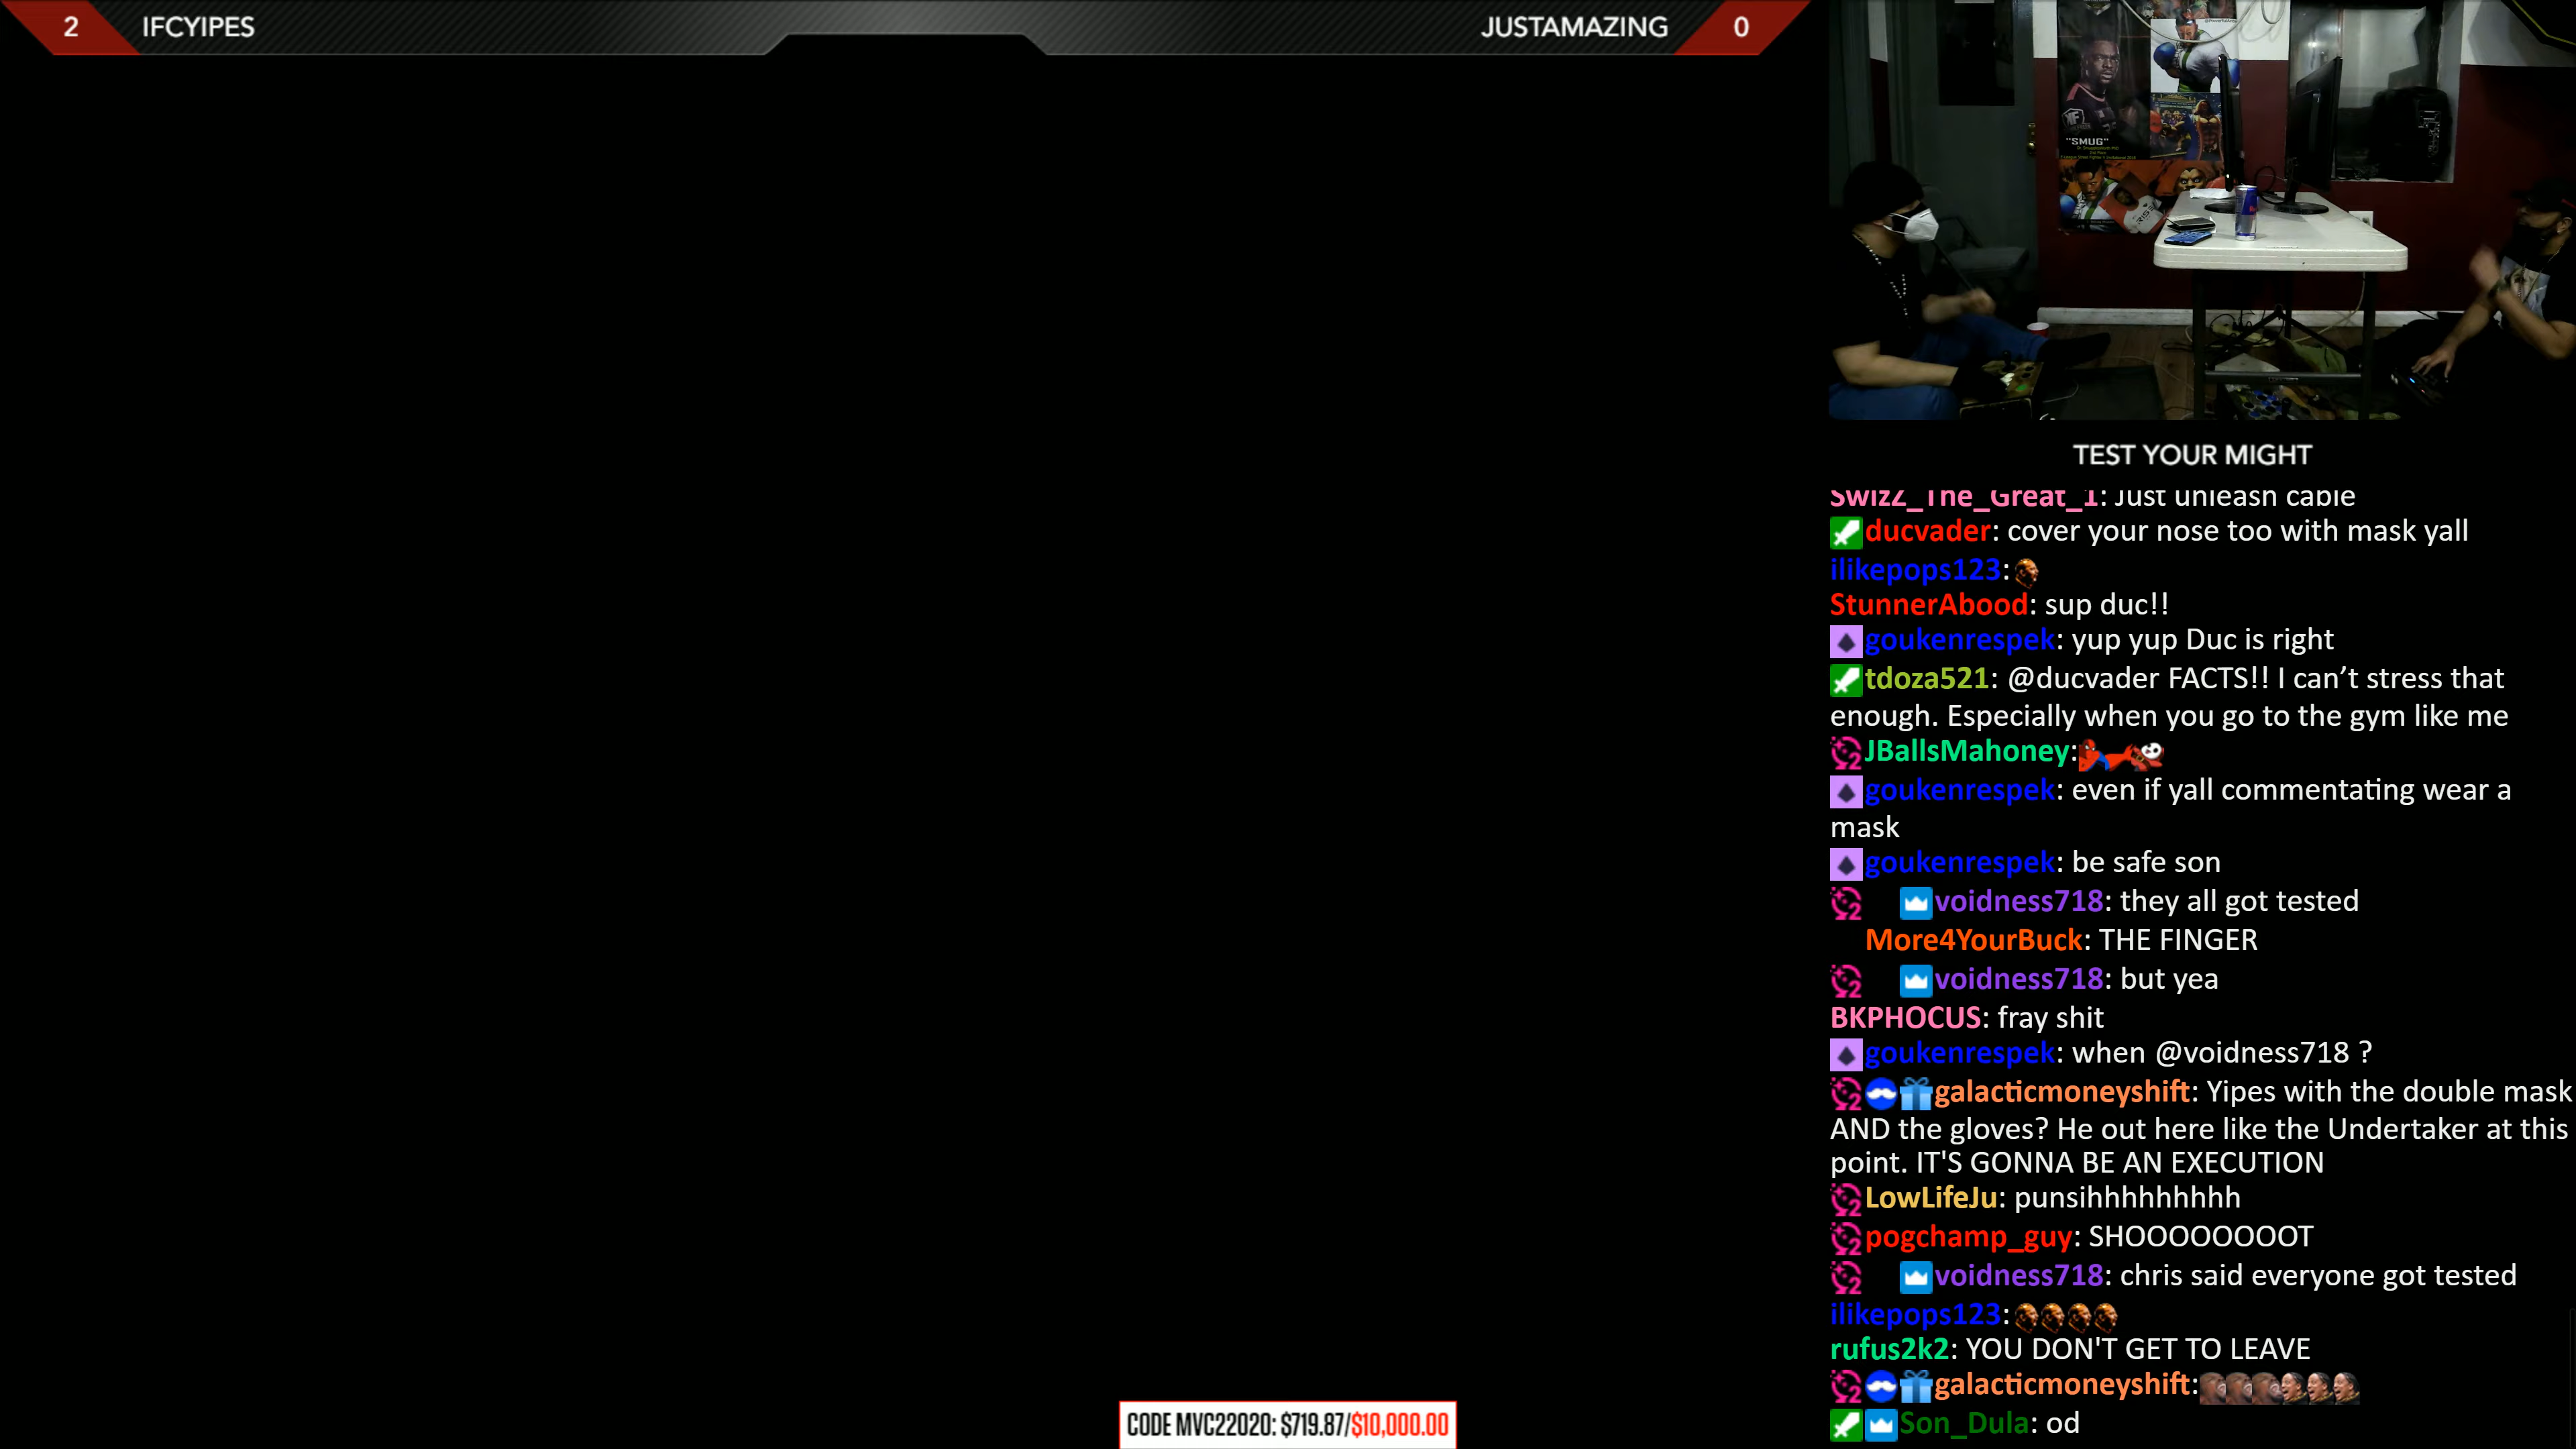 2 IFCYIPES JUSTAMAZING 0
"SMUG"
TEST YOUR MIGHT
SwizZ_The_Great_1: Just unleash cable
ducvader: cover your nose too with mask yall
ilikepops123:
StunnerAbood: sup duc!!
goukenrespek: yup yup Duc is right
tdoza521: @ducvader FACTS!! I can’t stress that
enough. Especially when you go to the gym like me
JBallsMahoney:
goukenrespek: even if yall commentating wear a
mask
goukenrespek: be safe son
voidness718: they all got tested
More4YourBuck: THE FINGER
voidness718: but yea
BKPHOCUS: fray shit
goukenrespek: when @voidness718 ?
galacticmoneyshift: Yipes with the double mask
AND the gloves? He out here like the Undertaker at this
point. IT'S GONNA BE AN EXECUTION
LowLifeJu: punsihhhhhhhhh
pogchamp_guy: SHOOOOOOOOT
voidness718: chris said everyone got tested
ilikepops123:
rufus2k2: YOU DON'T GET TO LEAVE
galacticmoneyshift:
Son_Dula: od
CODE MVC22020: $719.87/$10,000.00